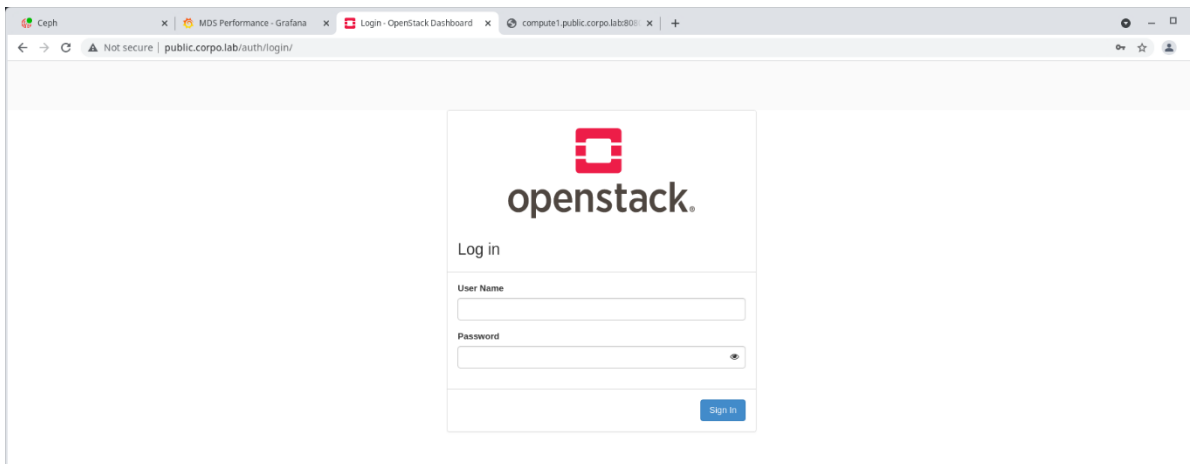 Ceph
MDS Performance - Grafana
Login - OpenStack Dashboard
compute1.public.corpo.lab:808
Not secure
public.corpo.lab/auth/login/
openstack.
Log in
User Name
Password
Sign In